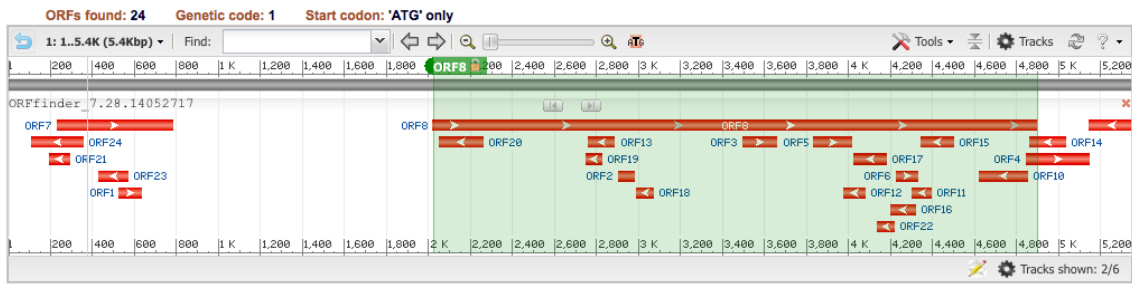 ORFs found: 24 Genetic code: 1 Start codon: 'ATG' only
1: 1..5.4K (5.4Kbp) Find: Tools Tracks ?
1 200 400 600 800 1 K 1,200 1,400 1,600 1,800 ORF8 200 2,400 2,600 2,800 3 K 3,200 3,400 3,600 3,800 4 K 4,200 4,400 4,600 4,800 5 K 5,200
ORFfinder_7.28.14052717
ORF7 ORF8 ORF8
ORF24 ORF20 ORF13 ORF3 ORF5 ORF15 ORF14
ORF21 ORF19 ORF17 ORF4
ORF23 ORF2 ORF6 ORF10
ORF1 ORF18 ORF12 ORF11
ORF16
ORF22
1 200 400 600 800 1 K 1,200 1,400 1,600 1,800 2 K 2,200 2,400 2,600 2,800 3 K 3,200 3,400 3,600 3,800 4 K 4,200 4,400 4,600 4,800 5 K 5,200
Tracks shown: 2/6